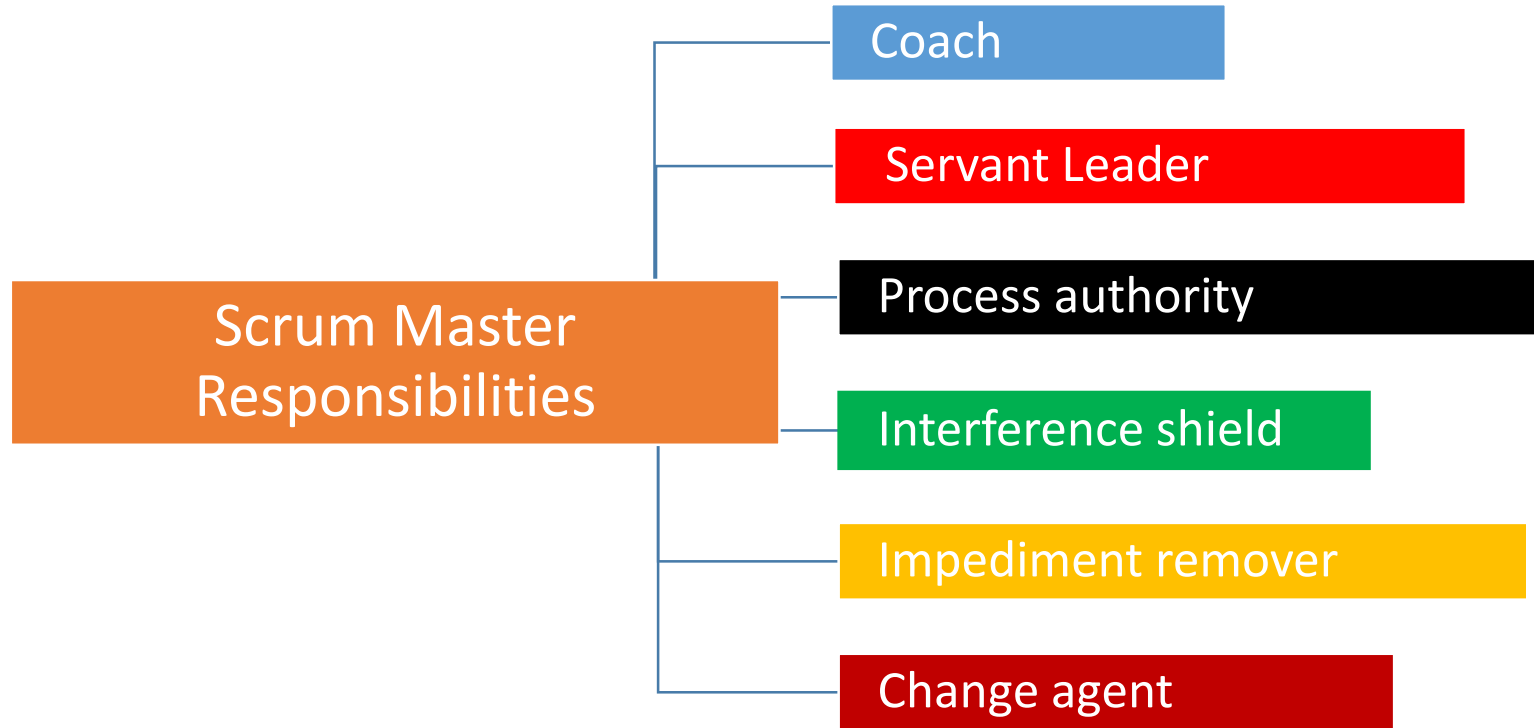 Coach
Servant Leader
Process authority
Scrum Master
Responsibilities
Interference shield
Impediment remover
Change agent